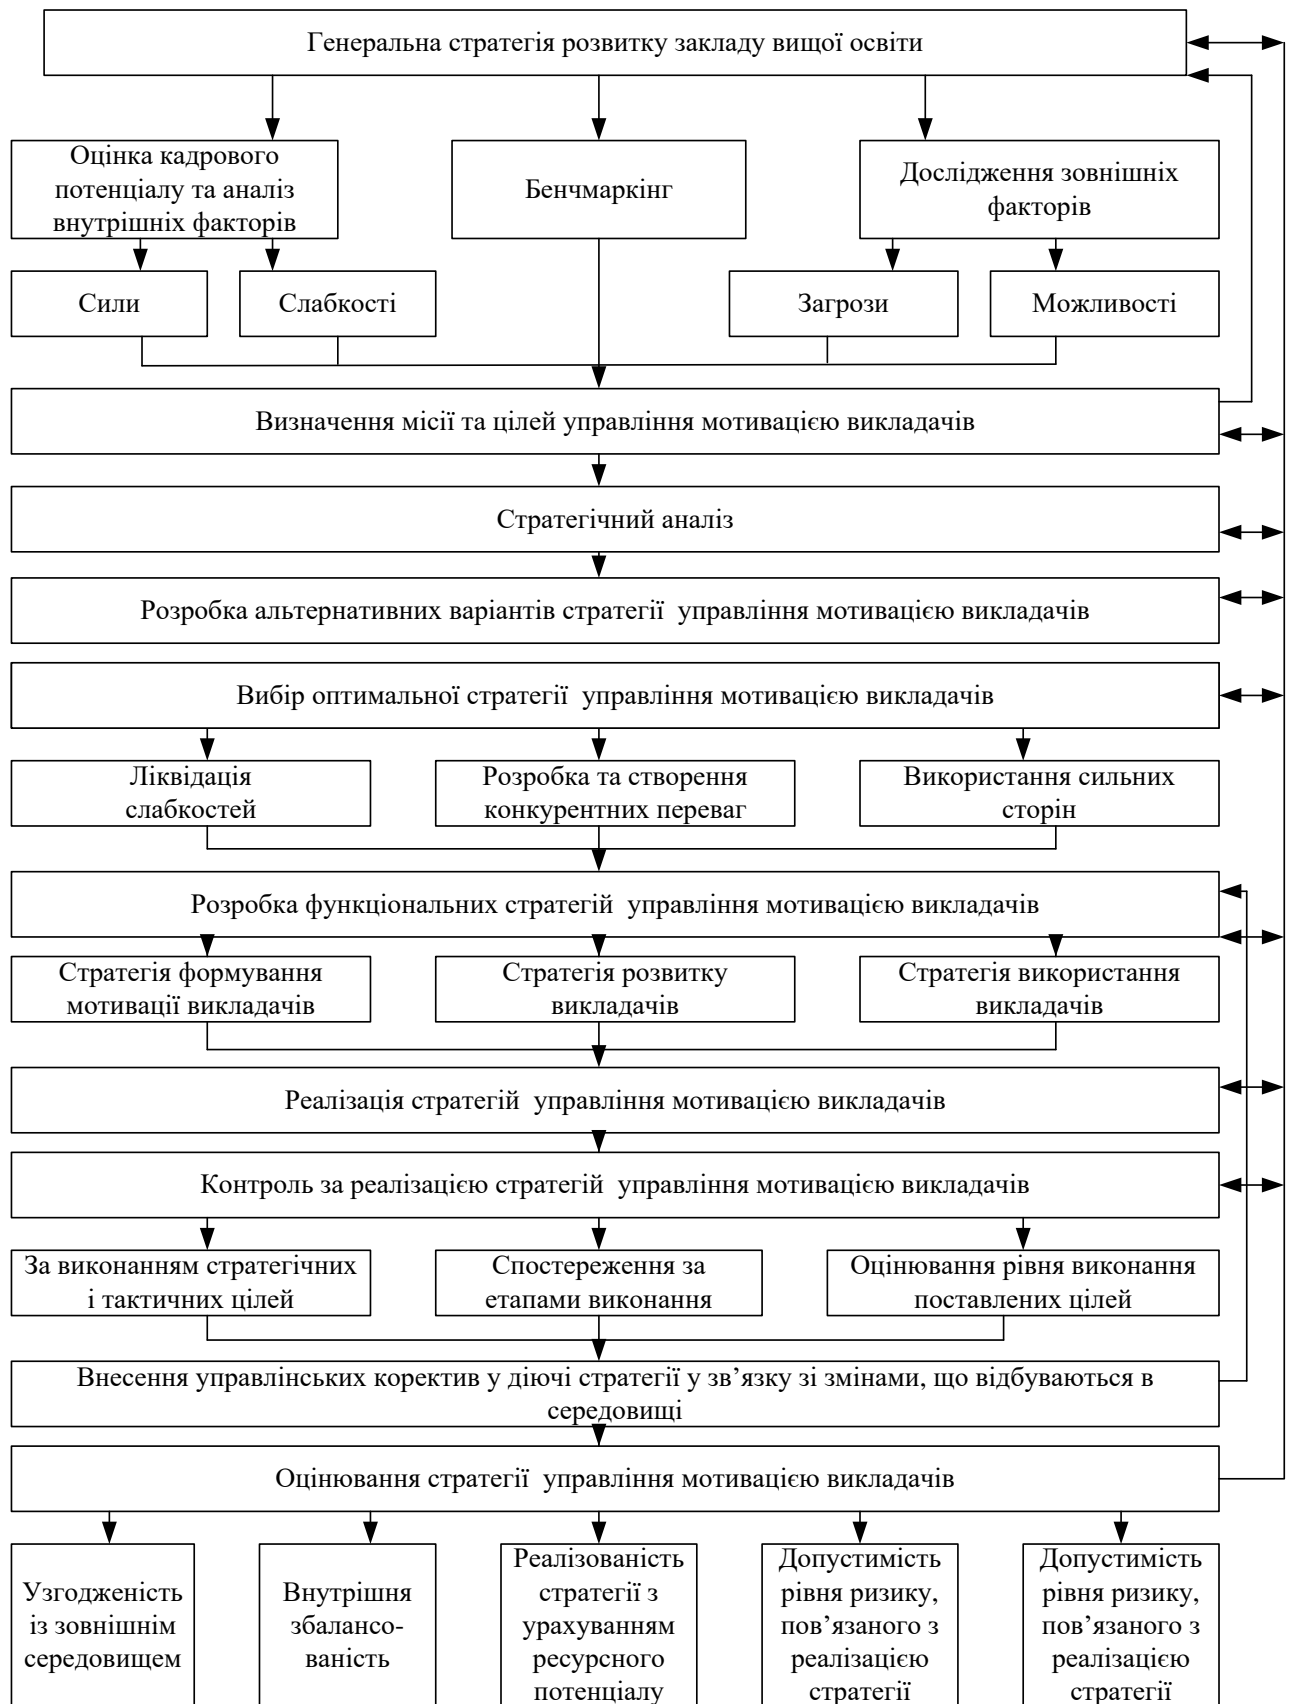 Генеральна стратегія розвитку закладу вищої освіти
Оцінка кадрового
потенціалу та аналіз
внутрішніх факторів
Бенчмаркінг
Дослідження зовнішніх
факторів
Сили
Слабкості
Загрози
Можливості
Визначення місії та цілей управління мотивацією викладачів
Стратегічний аналіз
Розробка альтернативних варіантів стратегії управління мотивацією викладачів
Вибір оптимальної стратегії управління мотивацією викладачів
Ліквідація
слабкостей
Розробка та створення
конкурентних переваг
Використання сильних
сторін
Розробка функціональних стратегій управління мотивацією викладачів
Стратегія формування
мотивації викладачів
Стратегія розвитку
викладачів
Стратегія використання
викладачів
Реалізація стратегій управління мотивацією викладачів
Контроль за реалізацією стратегій управління мотивацією викладачів
За виконанням стратегічних
і тактичних цілей
Спостереження за
етапами виконання
Оцінювання рівня виконання
поставлених цілей
Внесення управлінських коректив у діючі стратегії у зв’язку зі змінами, що відбуваються в
середовищі
Оцінювання стратегії управління мотивацією викладачів
Узгодженість
із зовнішнім
середовищем
Внутрішня
збалансо-
ваність
Реалізованість
стратегії з
урахуванням
ресурсного
потенціалу
Допустимість
рівня ризику,
пов’язаного з
реалізацією
стратегії
Допустимість
рівня ризику,
пов’язаного з
реалізацією
стратегії